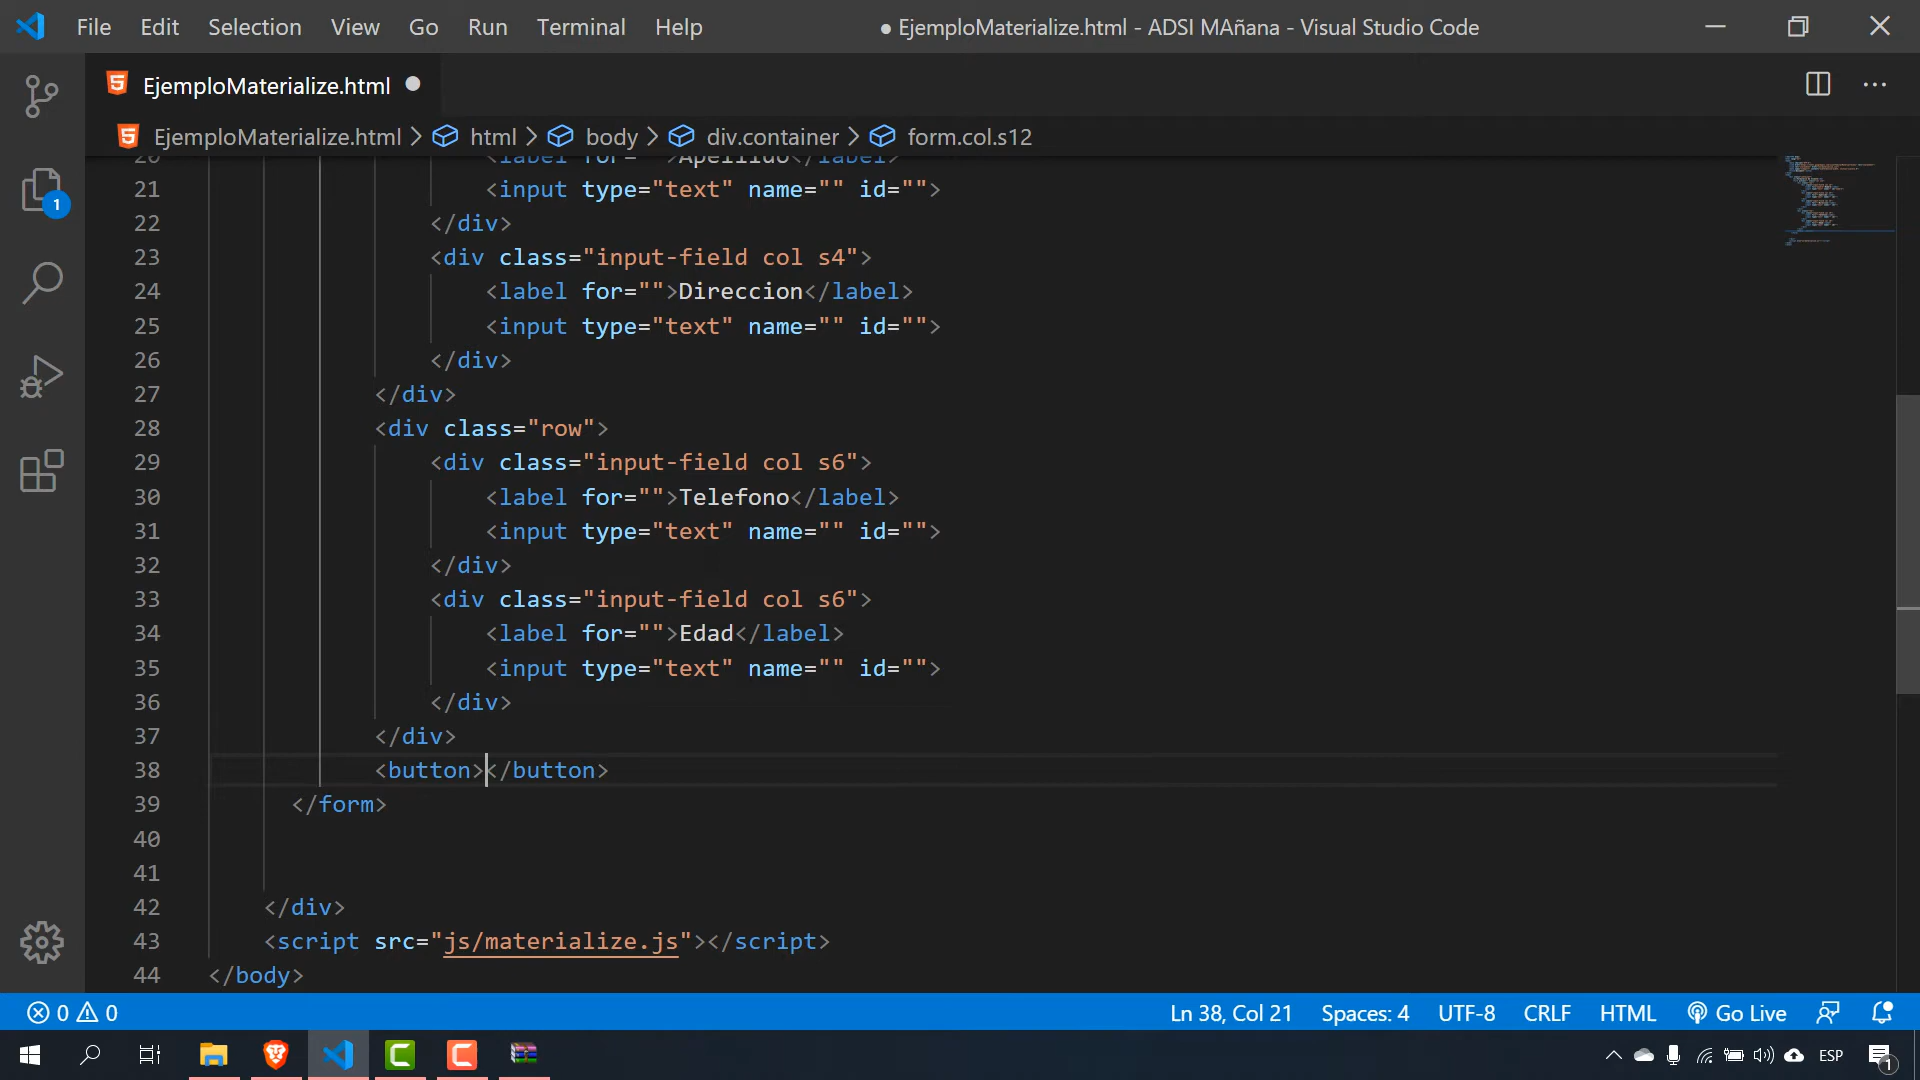 File Edit Selection View Go Run Terminal Help ● EjemploMaterialize.html - ADSI MAñana - Visual Studio Code
EjemploMaterialize.html
EjemploMaterialize.html > html > body > div.container > form.col.s12
21 <input type="text" name="" id="">
22 </div>
23 <div class="input-field col s4">
24 <label for="">Direccion</label>
25 <input type="text" name="" id="">
26 </div>
27 </div>
28 <div class="row">
29 <div class="input-field col s6">
30 <label for="">Telefono</label>
31 <input type="text" name="" id="">
32 </div>
33 <div class="input-field col s6">
34 <label for="">Edad</label>
35 <input type="text" name="" id="">
36 </div>
37 </div>
38 <button></button>
39 </form>
40
41
42 </div>
43 <script src="js/materialize.js"></script>
44 </body>
1
0 0 Ln 38, Col 21 Spaces: 4 UTF-8 CRLF HTML Go Live
ESP 1